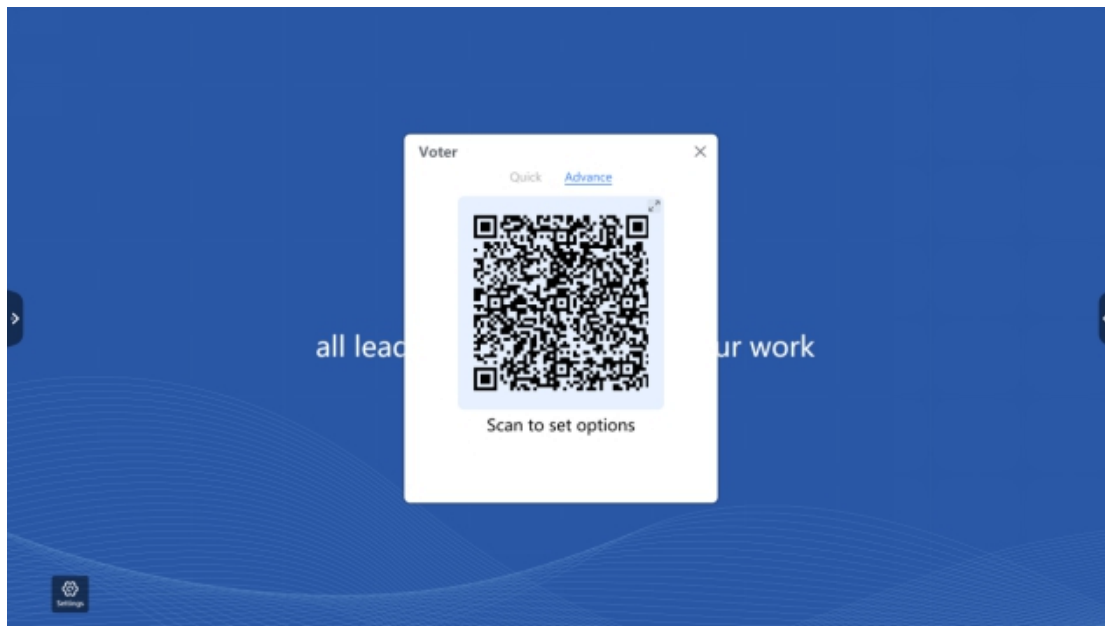 Voter
Quick Advance
all lead ur work
Scan to set options
Settings